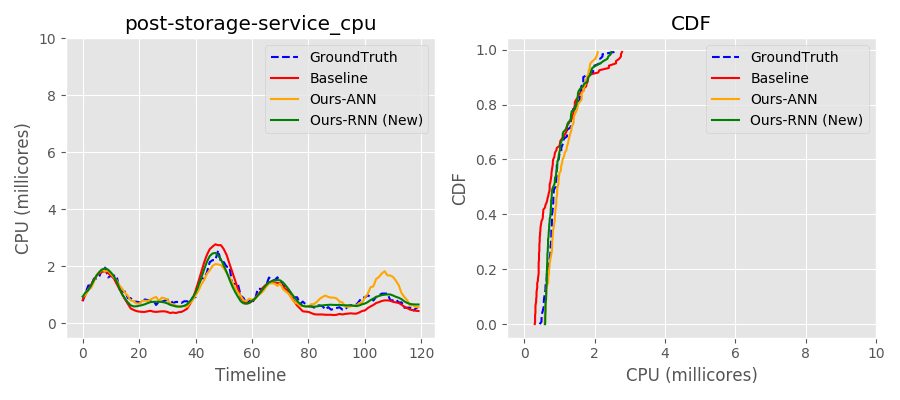 post-storage-service_cpu
CPU (millicores)
10
8
6
4
2
0
0
20
40
60
80
100
120
Timeline
GroundTruth
Baseline
Ours-ANN
Ours-RNN (New)
CDF
CDF
1.0
0.8
0.6
0.4
0.2
0.0
0
2
4
6
8
10
CPU (millicores)
GroundTruth
Baseline
Ours-ANN
Ours-RNN (New)